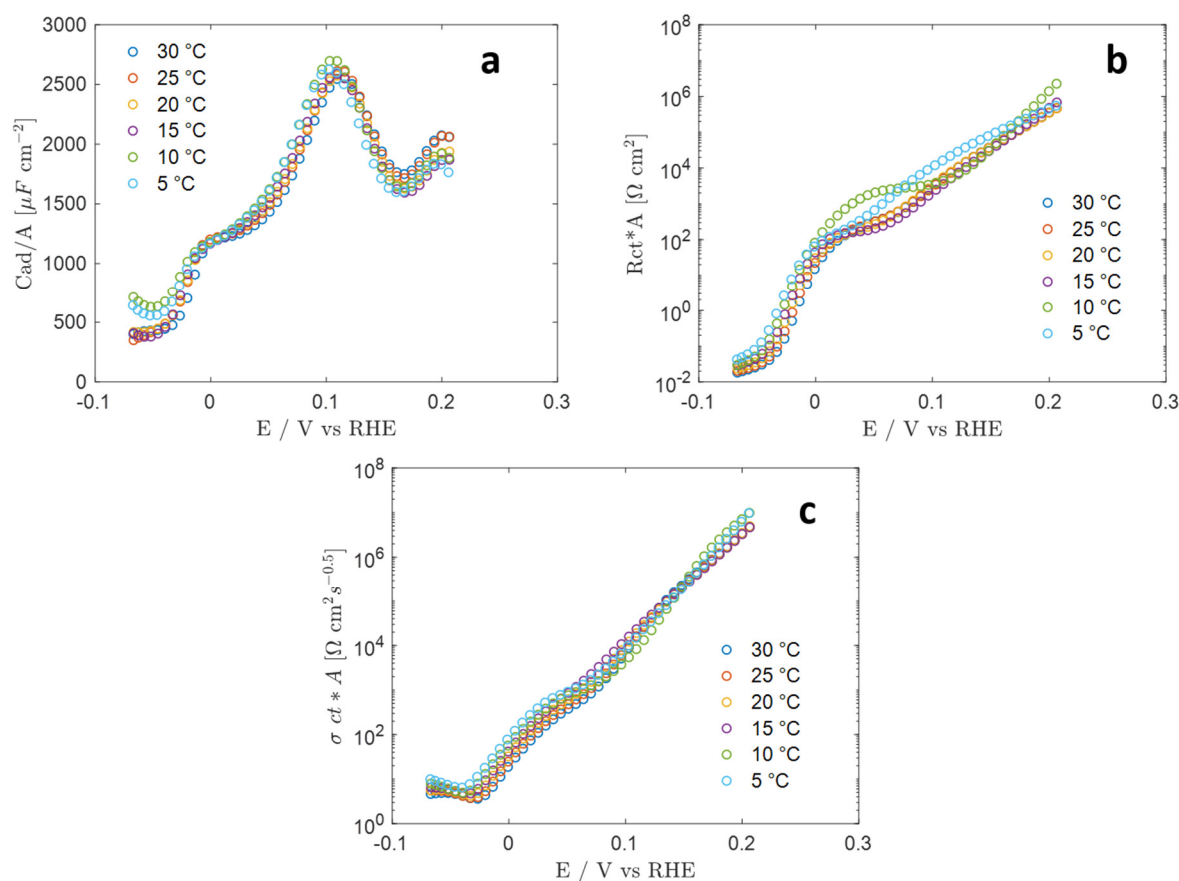 a
3000
2500
2000
1500
1000
500
0
Cad/A [μF cm⁻²]
30 °C
25 °C
20 °C
15 °C
10 °C
5 °C
-0.1 0 0.1 0.2 0.3
E / V vs RHE
b
10⁸
10⁶
10⁴
10²
10⁰
10⁻²
Rct*A [Ω cm²]
30 °C
25 °C
20 °C
15 °C
10 °C
5 °C
-0.1 0 0.1 0.2 0.3
E / V vs RHE
c
10⁸
10⁶
10⁴
10²
10⁰
σ ct * A [Ω cm² s⁻⁰·⁵]
30 °C
25 °C
20 °C
15 °C
10 °C
5 °C
-0.1 0 0.1 0.2 0.3
E / V vs RHE